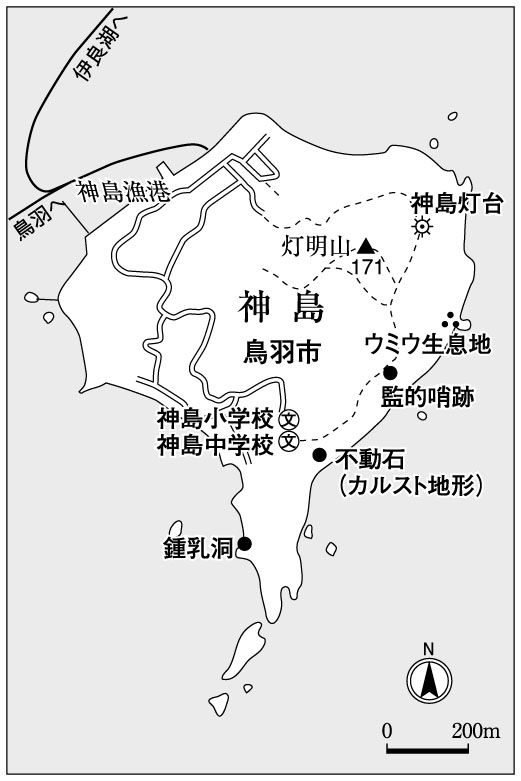 伊良湖へ
神島漁港
鳥羽へ
神島灯台
灯明山
171
神島
鳥羽市
ウミウ生息地
監的哨跡
神島小学校
文
神島中学校
文
不動石
(カルスト地形)
鍾乳洞
N
0 200m